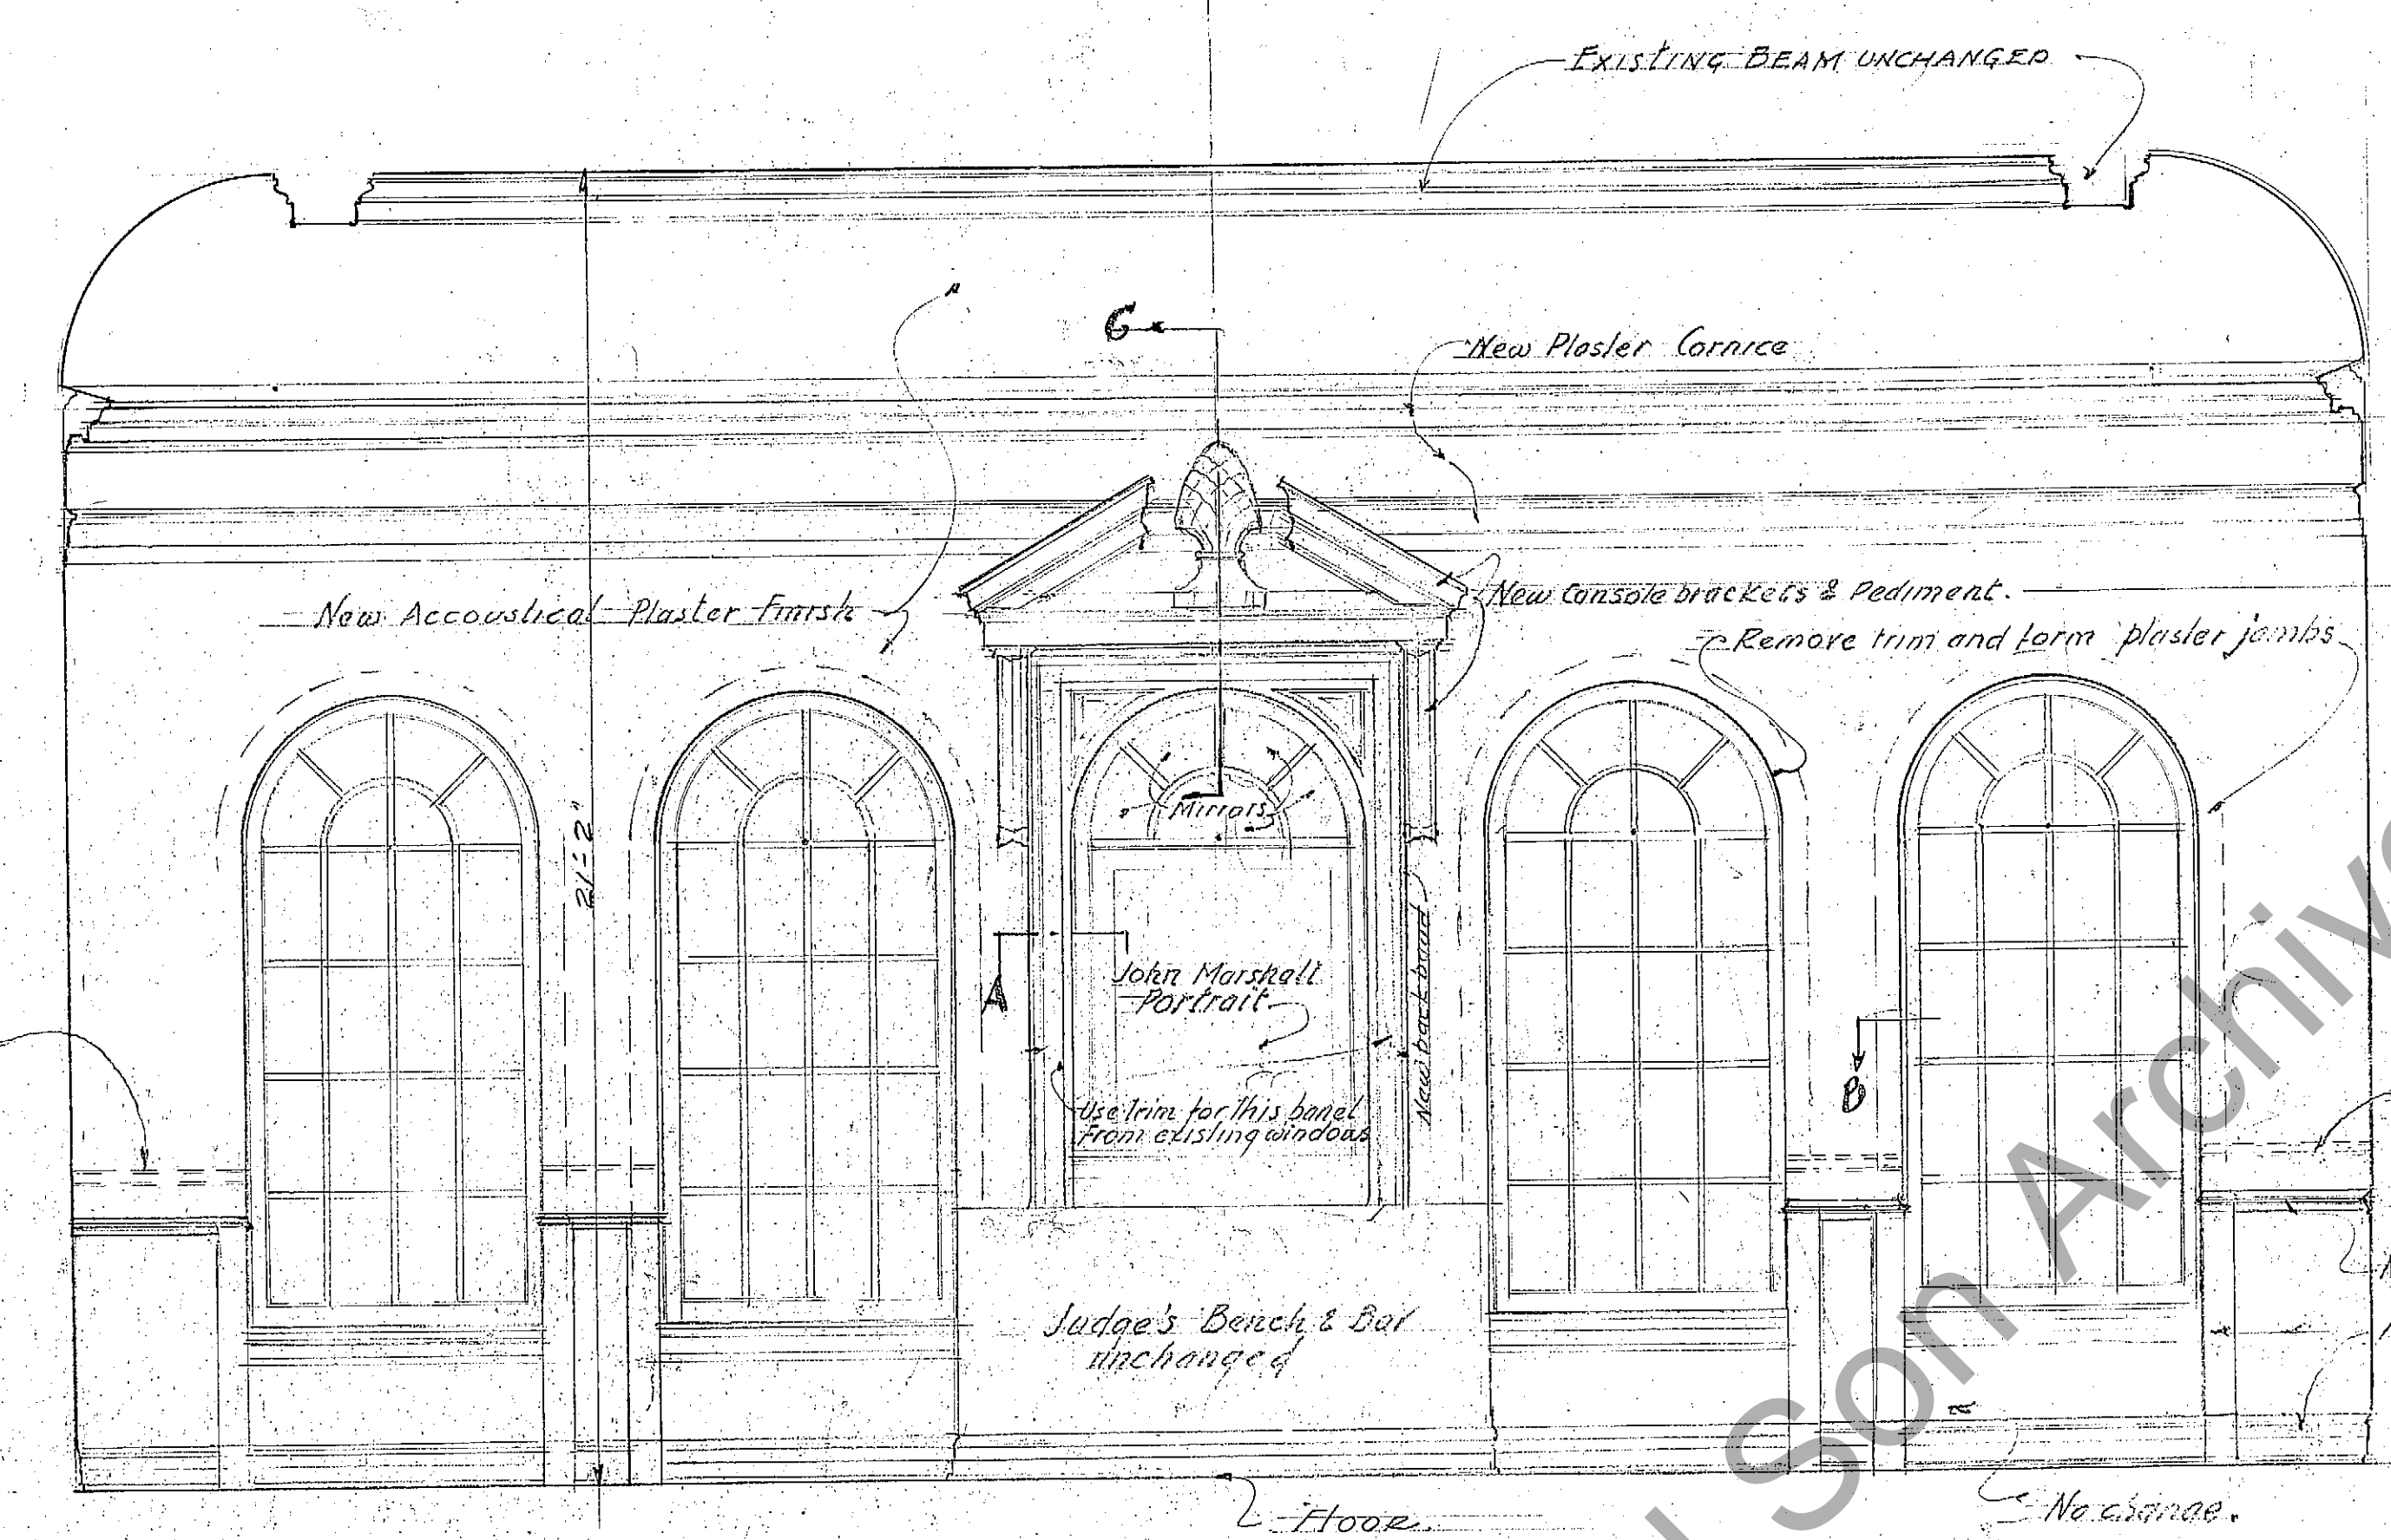 EXISTING BEAM UNCHANGED
C
New Plaster Cornice
New Console brackets & Pediment.
New Accoustical Plaster Finish
Remove trim and form plaster jambs
Mirrors
21'-2"
John Marshall
Portrait
A
New back band
B
Use trim for this panel
From existing windows
Judge's Bench & Bar
unchanged
Floor
No change.
Son Archiv